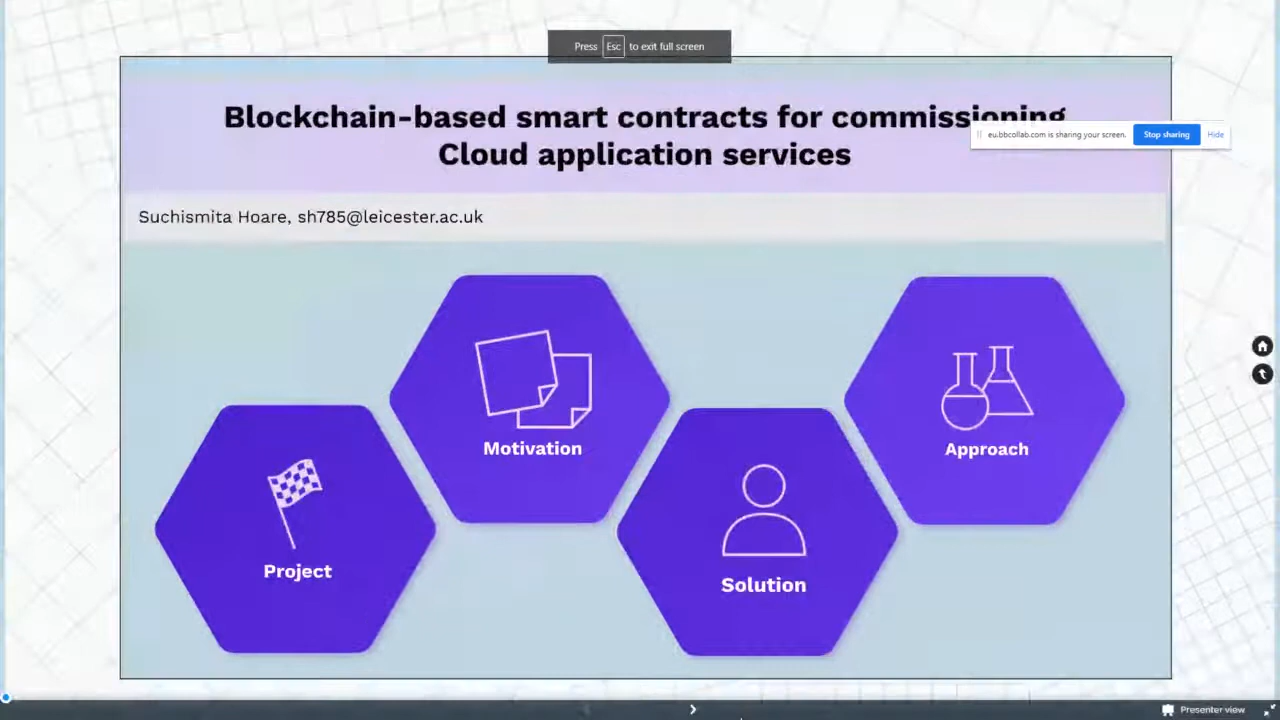 Press Esc to exit full screen
Blockchain-based smart contracts for commissioning
Cloud application services
eu.bbcollab.com is sharing your screen. Stop sharing Hide
Suchismita Hoare, sh785@leicester.ac.uk
Motivation
Approach
Project
Solution
Presenter view